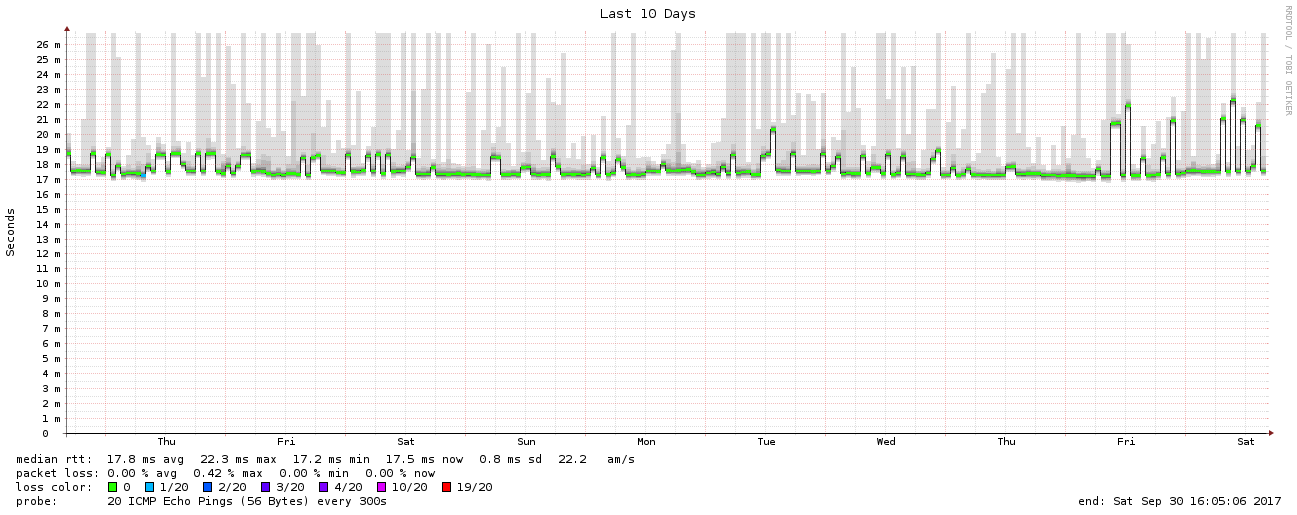 Last 10 Days
RRDTOOL / TOBI OETIKER
Seconds
26 m
25 m
24 m
23 m
22 m
21 m
20 m
19 m
18 m
17 m
16 m
15 m
14 m
13 m
12 m
11 m
10 m
9 m
8 m
7 m
6 m
5 m
4 m
3 m
2 m
1 m
0
Thu Fri Sat Sun Mon Tue Wed Thu Fri Sat
median rtt: 17.8 ms avg 22.3 ms max 17.2 ms min 17.5 ms now 0.8 ms sd 22.2 am/s
packet loss: 0.00 % avg 0.42 % max 0.00 % min 0.00 % now
loss color: 0 1/20 2/20 3/20 4/20 10/20 19/20
probe: 20 ICMP Echo Pings (56 Bytes) every 300s end: Sat Sep 30 16:05:06 2017